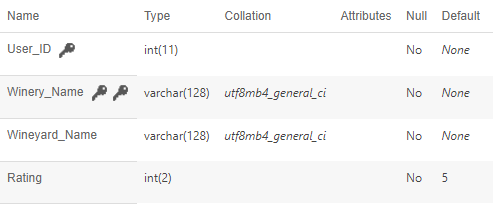 Name Type Collation Attributes Null Default
User_ID int(11) No None
Winery_Name varchar(128) utf8mb4_general_ci No None
Wineyard_Name varchar(128) utf8mb4_general_ci No None
Rating int(2) No 5